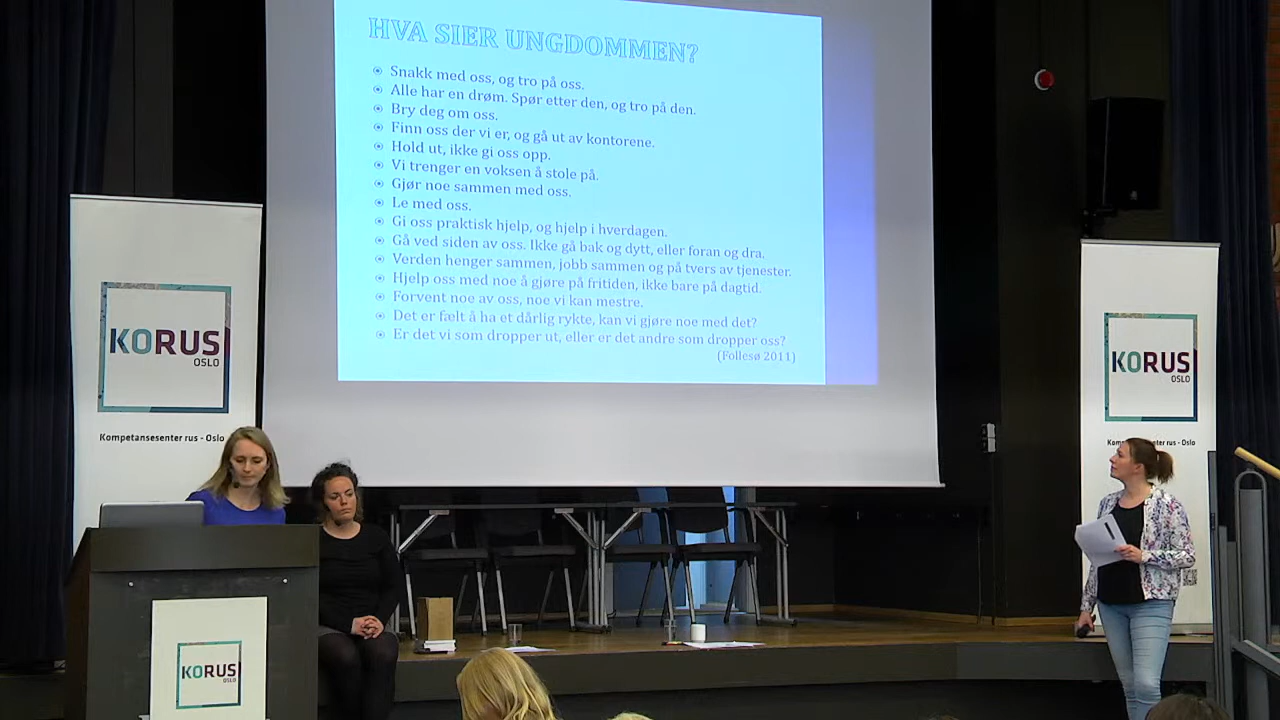 HVA SIER UNGDOMMEN?
Snakk med oss, og tro på oss.
Alle har en drøm. Spør etter den, og tro på den.
Bry deg om oss.
Finn oss der vi er, og gå ut av kontorene.
Hold ut, ikke gi oss opp.
Vi trenger en voksen å stole på.
Gjør noe sammen med oss.
Le med oss.
Gi oss praktisk hjelp, og hjelp i hverdagen.
Gå ved siden av oss. Ikke gå bak og dytt, eller foran og dra.
Verden henger sammen, jobb sammen og på tvers av tjenester.
Hjelp oss med noe å gjøre på fritiden, ikke bare på dagtid.
Forvent noe av oss, noe vi kan mestre.
Det er fælt å ha et dårlig rykte, kan vi gjøre noe med det?
Er det vi som dropper ut, eller er det andre som dropper oss?
(Follesø 2011)
KORUS
OSLO
Kompetansesenter rus - Oslo
KORUS
OSLO
rus - Oslo
KORUS
OSLO